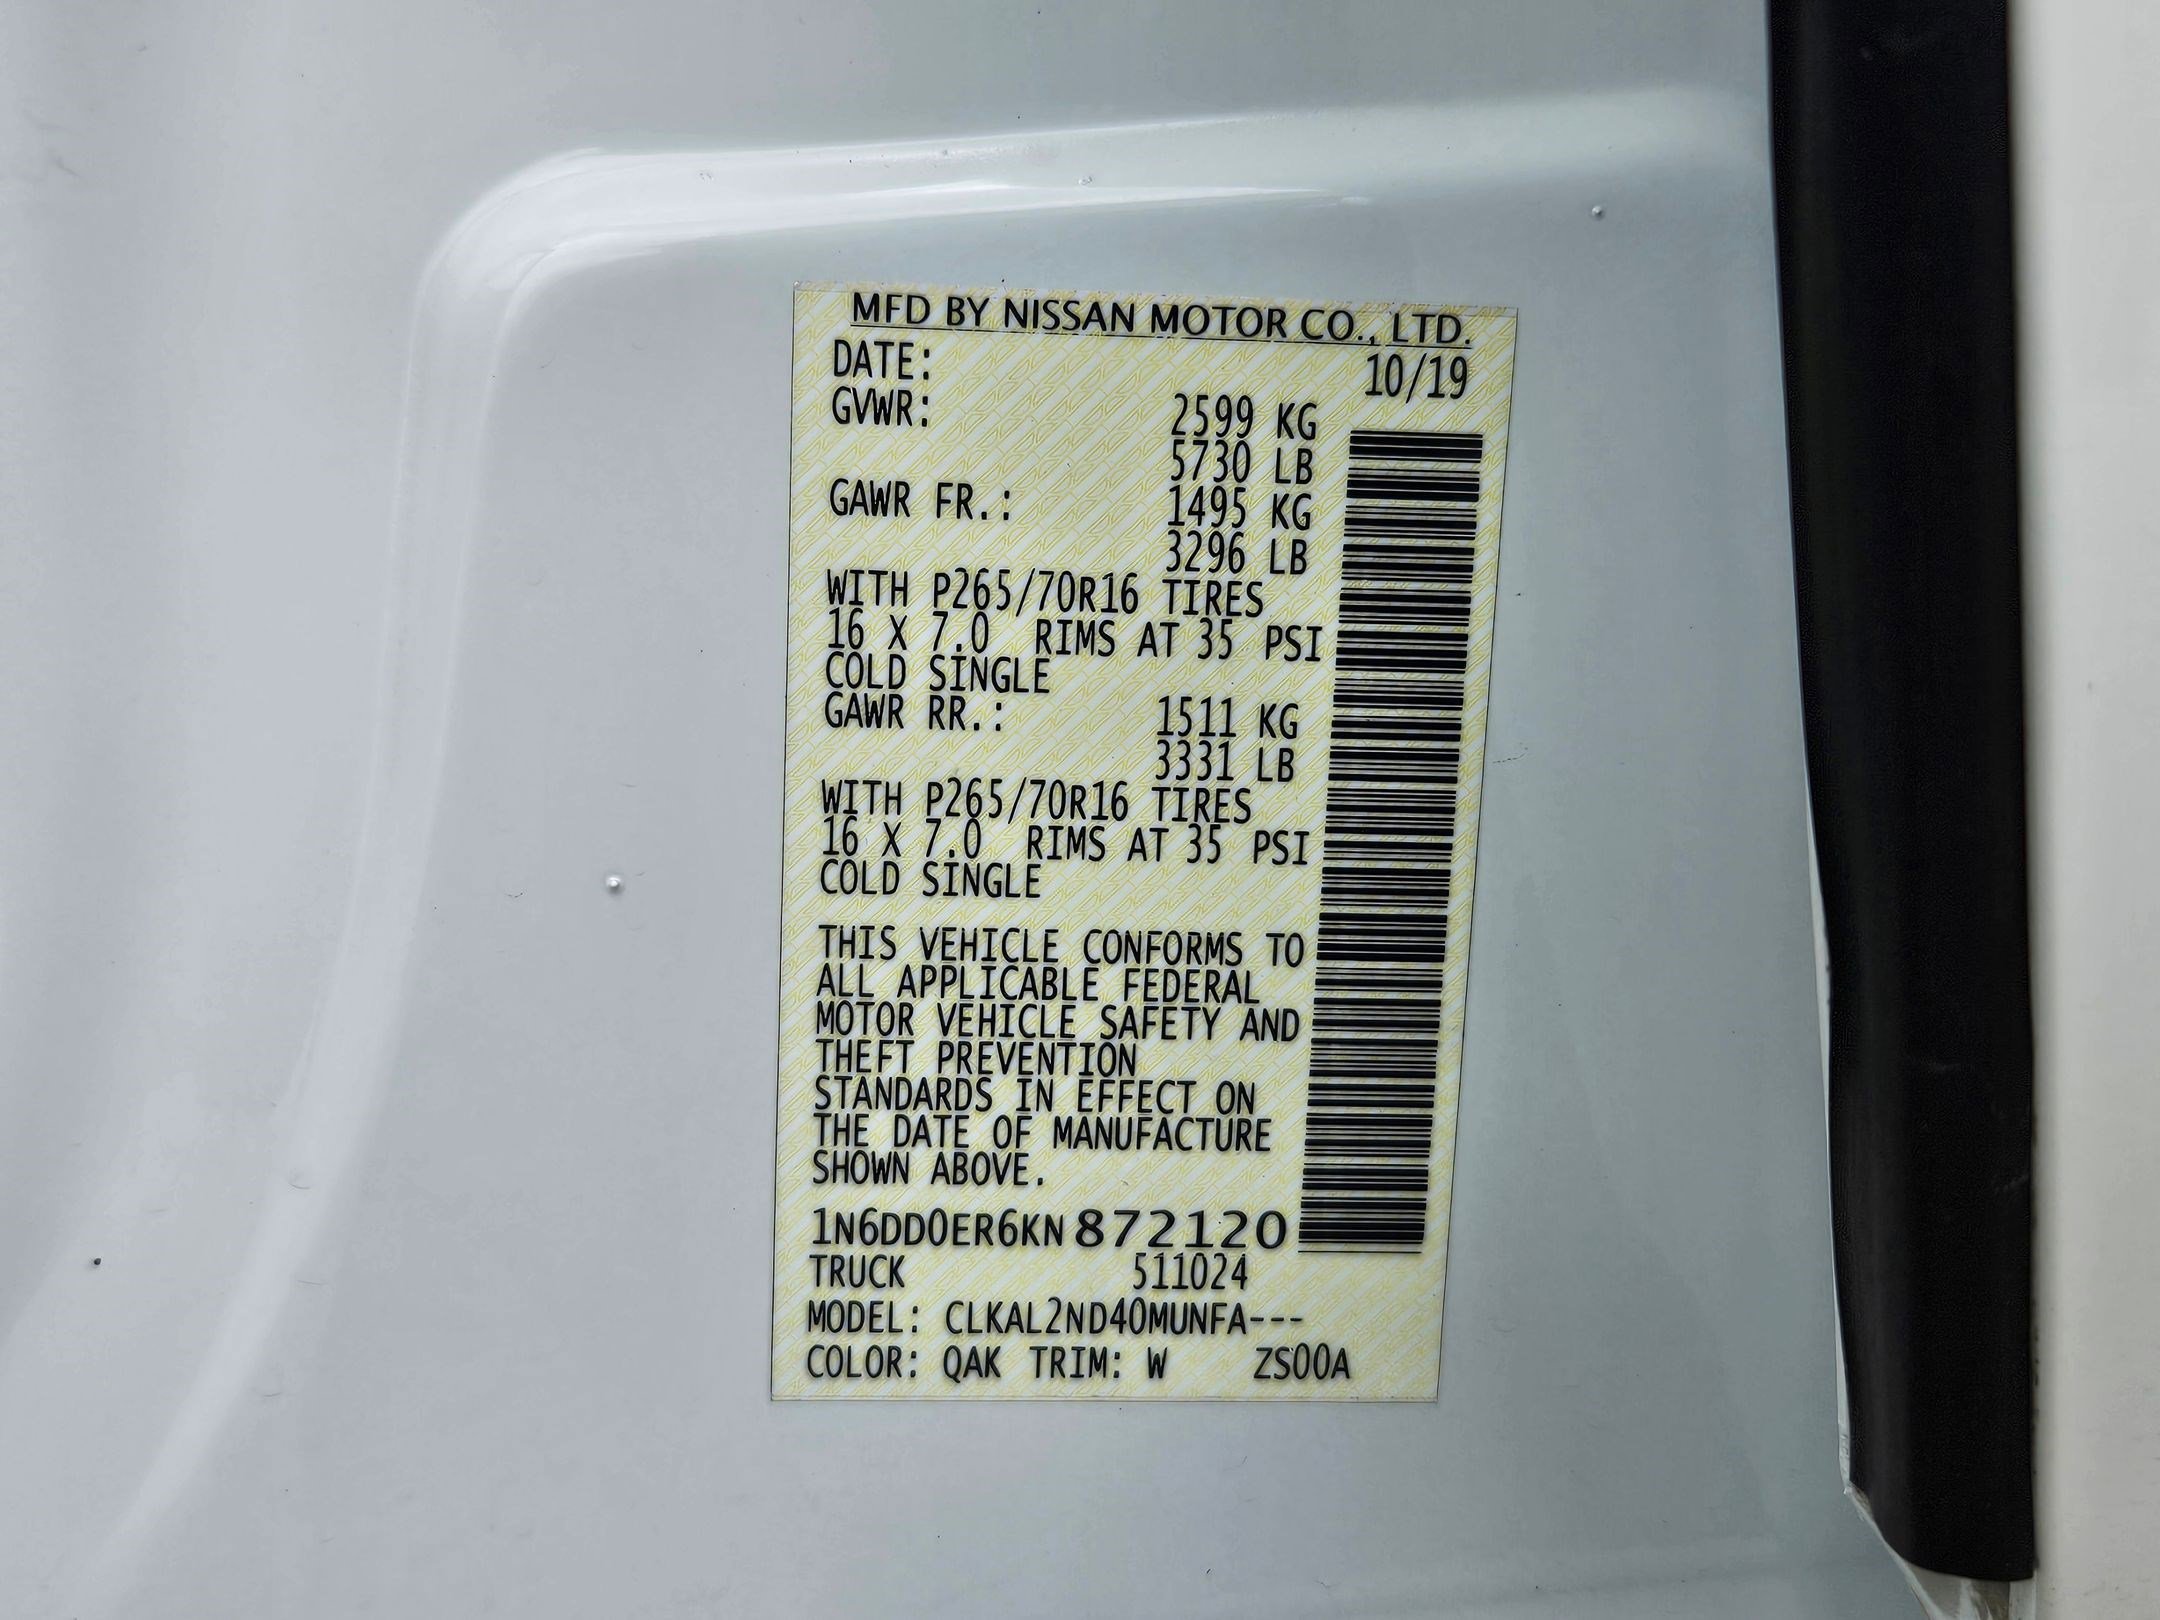 MFD BY NISSAN MOTOR CO., LTD.
DATE: 10/19
GVWR: 2599 KG
5730 LB
GAWR FR.: 1495 KG
3296 LB
WITH P265/70R16 TIRES
16 X 7.0 RIMS AT 35 PSI
COLD SINGLE
GAWR RR.: 1511 KG
3331 LB
WITH P265/70R16 TIRES
16 X 7.0 RIMS AT 35 PSI
COLD SINGLE
THIS VEHICLE CONFORMS TO
ALL APPLICABLE FEDERAL
MOTOR VEHICLE SAFETY AND
THEFT PREVENTION
STANDARDS IN EFFECT ON
THE DATE OF MANUFACTURE
SHOWN ABOVE.
1N6DD0ER6KN872120
TRUCK 511024
MODEL: CLKAL2ND40MUNFA---
COLOR: QAK TRIM: W ZS00A